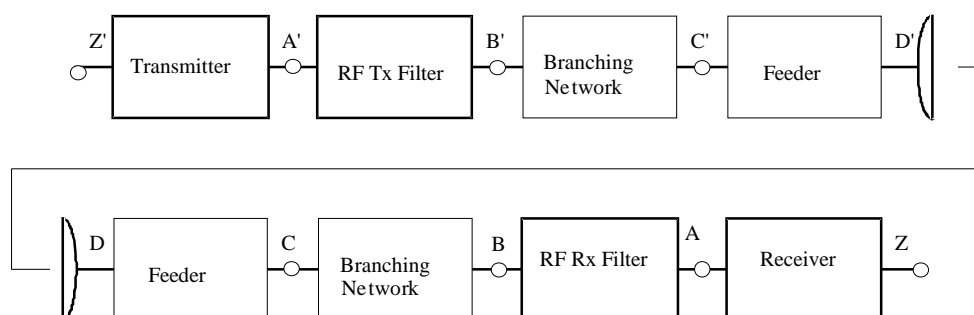 Z' A' B' C' D'
Transmitter RF Tx Filter Branching Network Feeder
D C B A Z
Feeder Branching Network RF Rx Filter Receiver